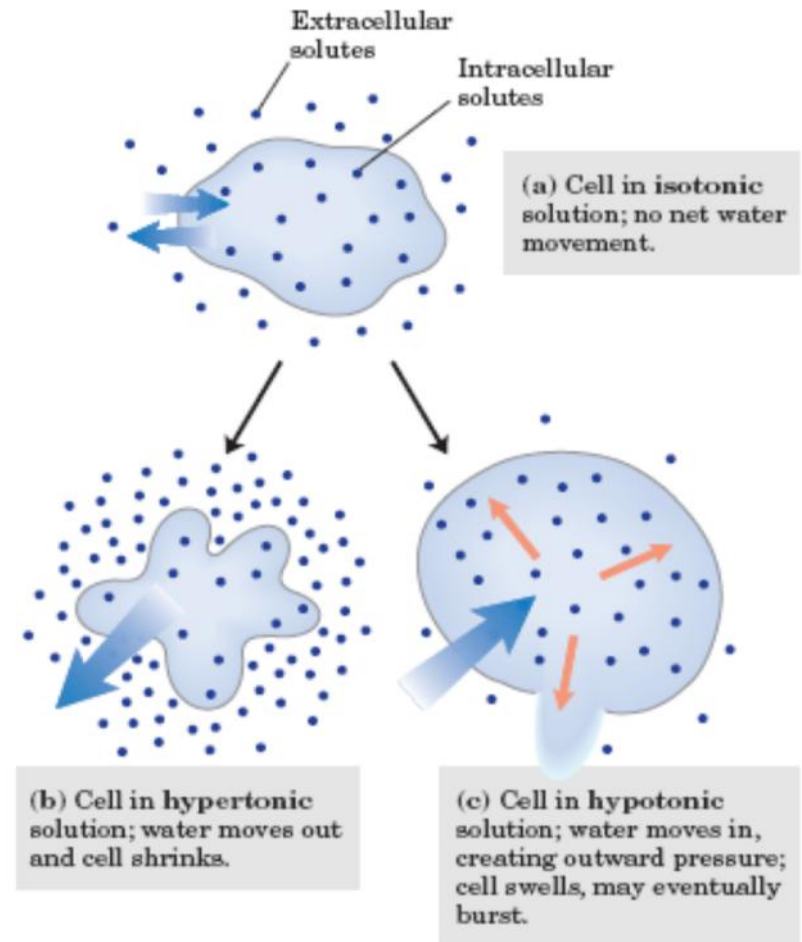 Extracellular
solutes
Intracellular
solutes
(a) Cell in isotonic
solution; no net water
movement.
(b) Cell in hypertonic
solution; water moves out
and cell shrinks.
(c) Cell in hypotonic
solution; water moves in,
creating outward pressure;
cell swells, may eventually
burst.